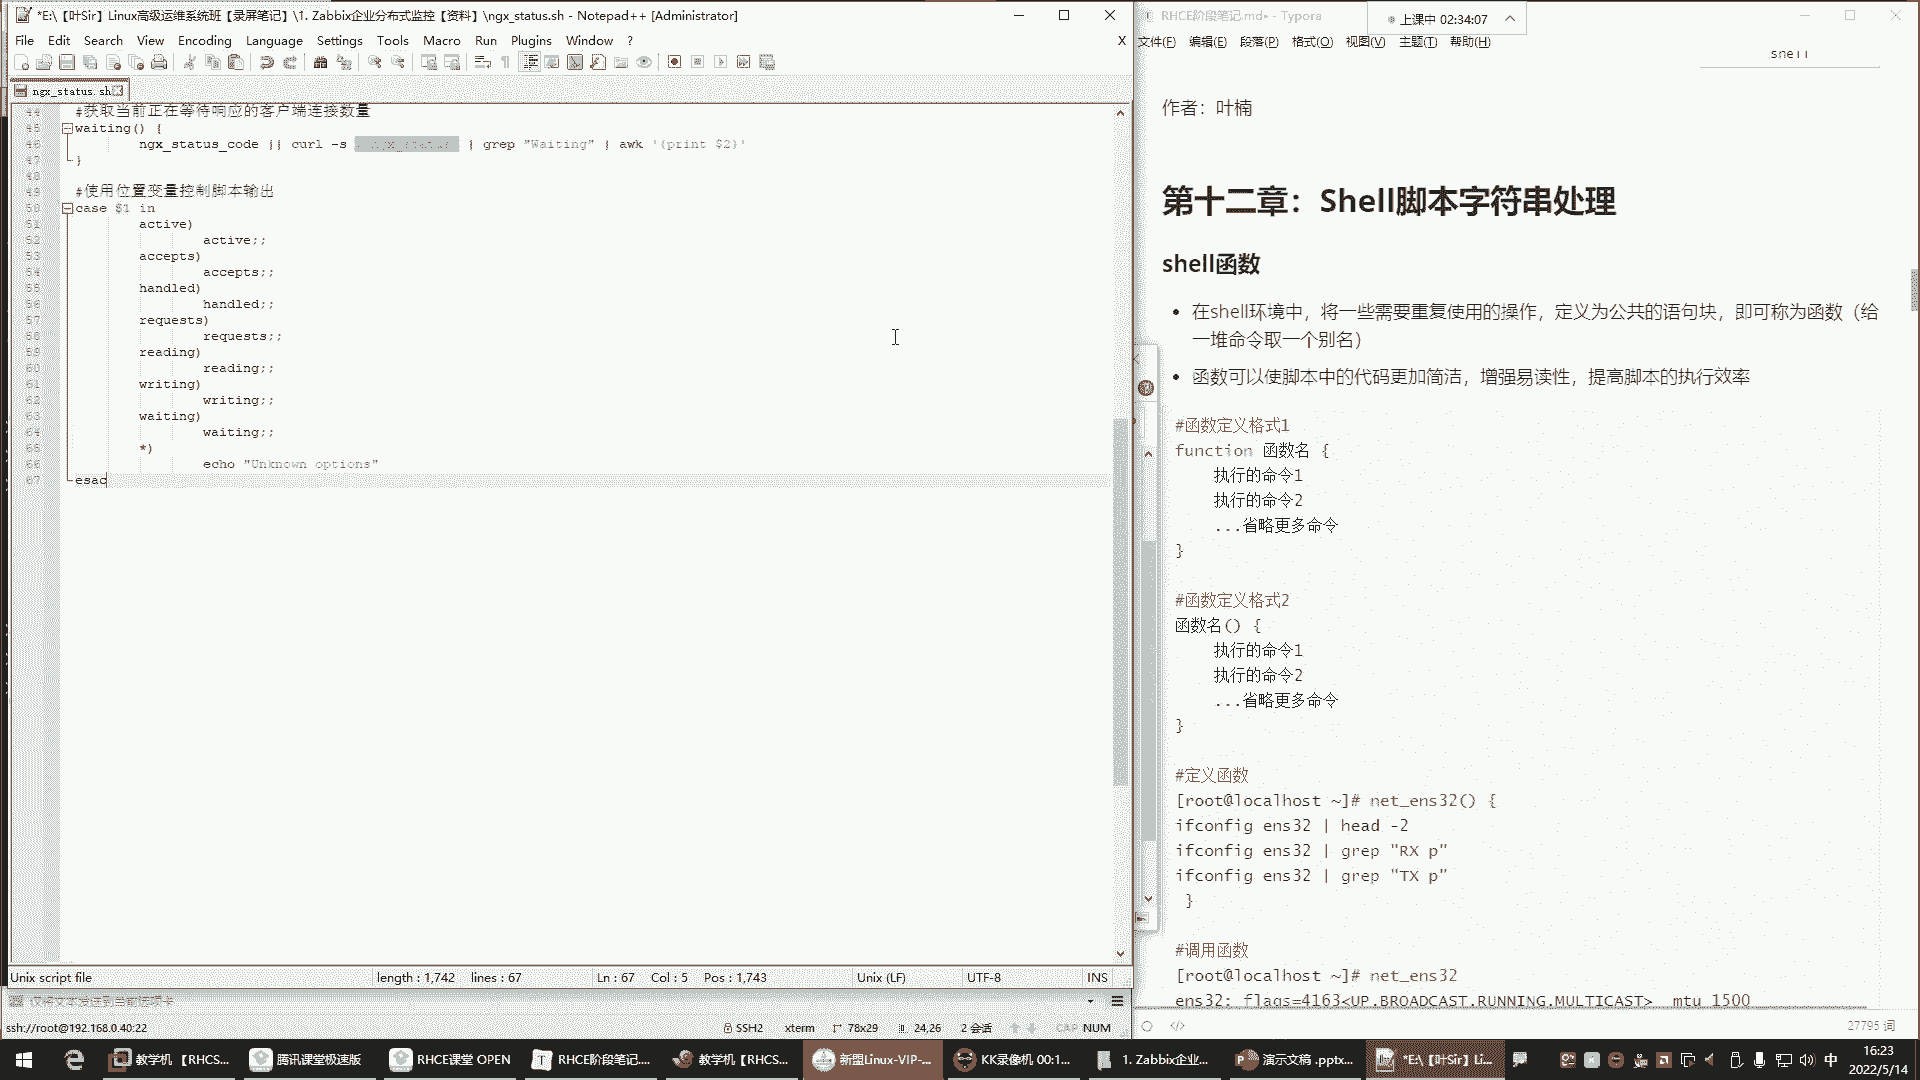 *E:\【叶Sir】Linux高级运维系统班【录屏笔记】\1. Zabbix企业分布式监控【资料】\ngx_status.sh - Notepad++ [Administrator]
File Edit Search View Encoding Language Settings Tools Macro Run Plugins Window ? X
ngx_status.sh
44 #获取当前正在等待响应的客户端连接数量
45 waiting() {
46 ngx_status_code || curl -s | grep "Waiting" | awk '{print $2}'
47 }
48
49 #使用位置变量控制脚本输出
50 case $1 in
51 active)
52 active;;
53 accepts)
54 accepts;;
55 handled)
56 handled;;
57 requests)
58 requests;;
59 reading)
60 reading;;
61 writing)
62 writing;;
63 waiting)
64 waiting;;
65 *)
66 echo "Unknown options"
67 esac
Unix script file length : 1,742 lines : 67 Ln : 67 Col : 5 Pos : 1,743 Unix (LF) UTF-8 INS
仅将文本发送到当前选项卡
ssh://root@192.168.0.40:22 SSH2 xterm 78x29 24,26 2 会话 CAP NUM
RHCE阶段笔记.md• - Typora
上课中 02:34:07
文件(F) 编辑(E) 段落(P) 格式(O) 视图(V) 主题(T) 帮助(H)
shell
作者：叶楠
第十二章：Shell脚本字符串处理
shell函数
在shell环境中，将一些需要重复使用的操作，定义为公共的语句块，即可称为函数（给
一堆命令取一个别名）
函数可以使脚本中的代码更加简洁，增强易读性，提高脚本的执行效率
#函数定义格式1
function 函数名 {
执行的命令1
执行的命令2
...省略更多命令
}
#函数定义格式2
函数名() {
执行的命令1
执行的命令2
...省略更多命令
}
#定义函数
[root@localhost ~]# net_ens32() {
ifconfig ens32 | head -2
ifconfig ens32 | grep "RX p"
ifconfig ens32 | grep "TX p"
}
#调用函数
[root@localhost ~]# net_ens32
ens32: flags=4163<UP,BROADCAST,RUNNING,MULTICAST> mtu 1500
27795 词
教学机【RHCS... 腾讯课堂极速版 RHCE课堂 OPEN RHCE阶段笔记.... 教学机【RHCS... 新盟Linux-VIP-... KK录像机 00:1... 1. Zabbix企业... 演示文稿 .pptx... *E:\【叶Sir】Li... 中 16:23
2022/5/14